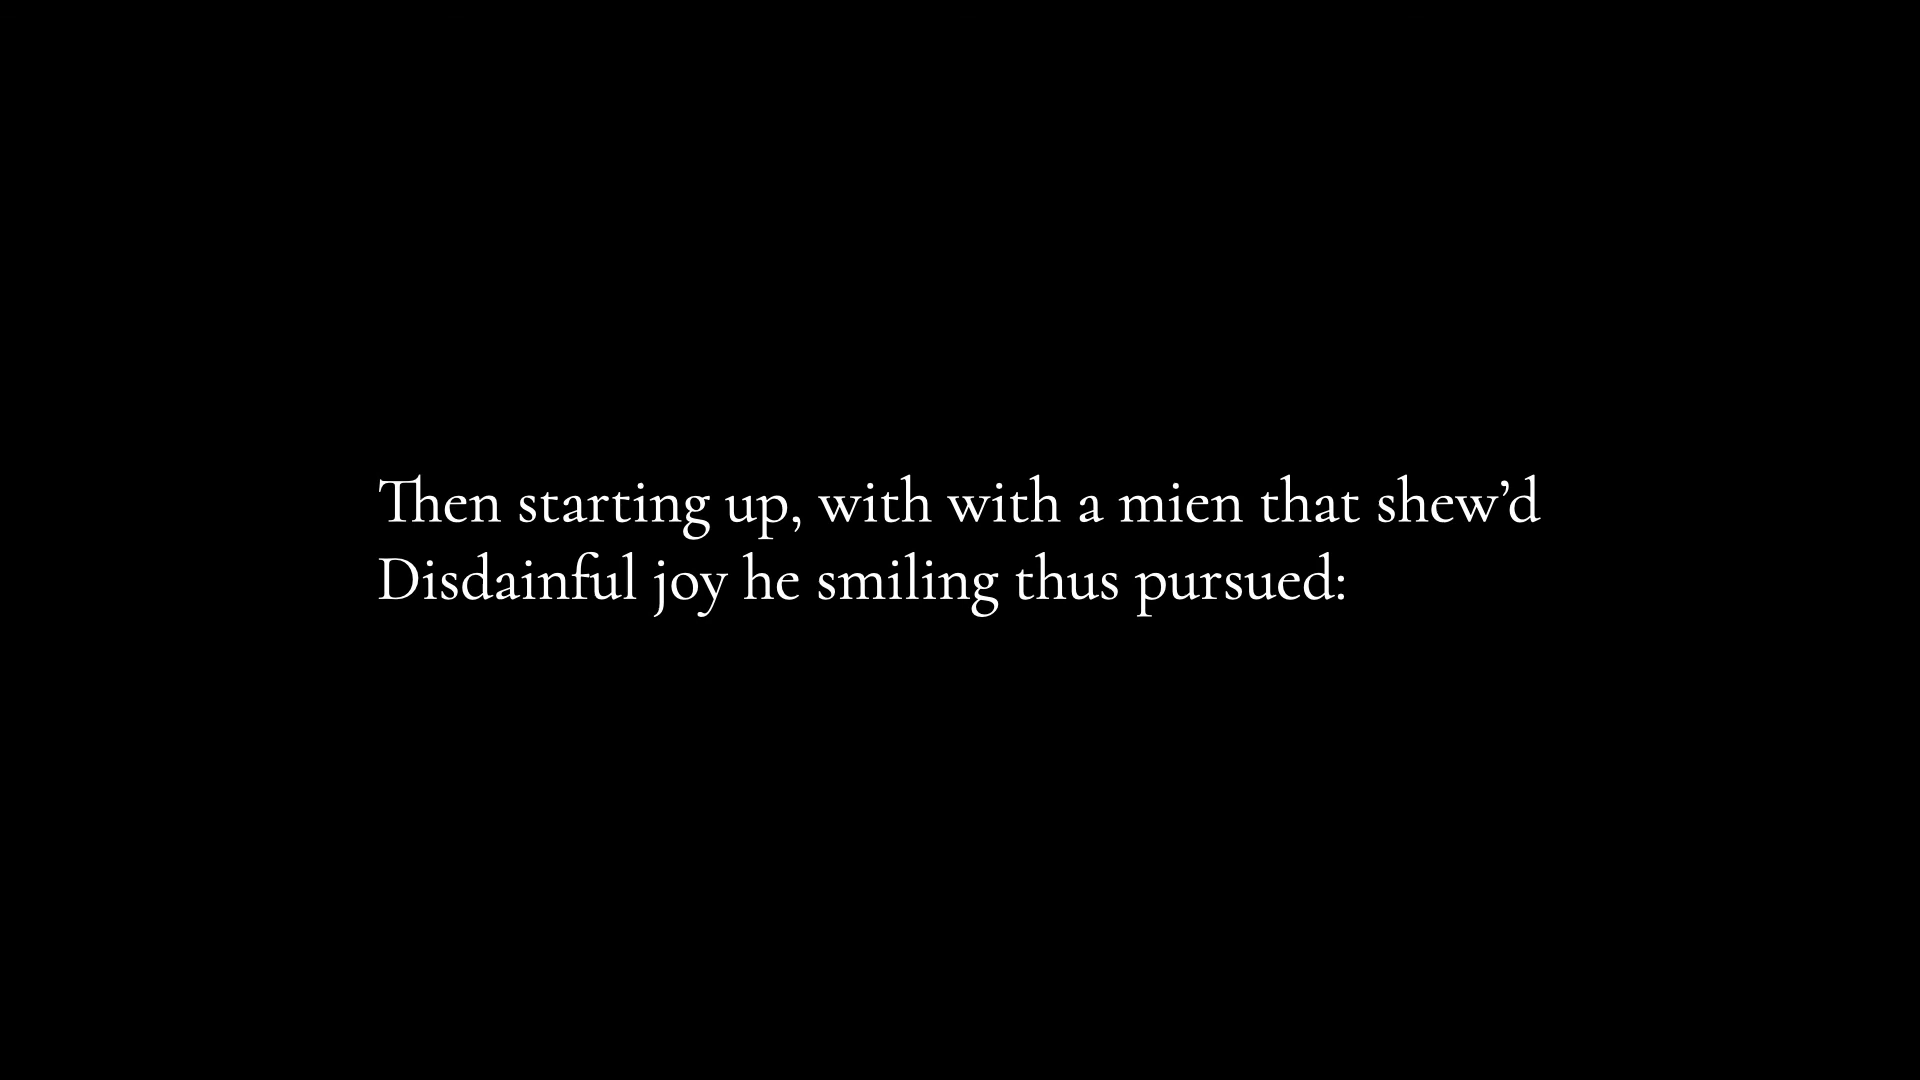 Then starting up, with with a mien that shew’d
Disdainful joy he smiling thus pursued: